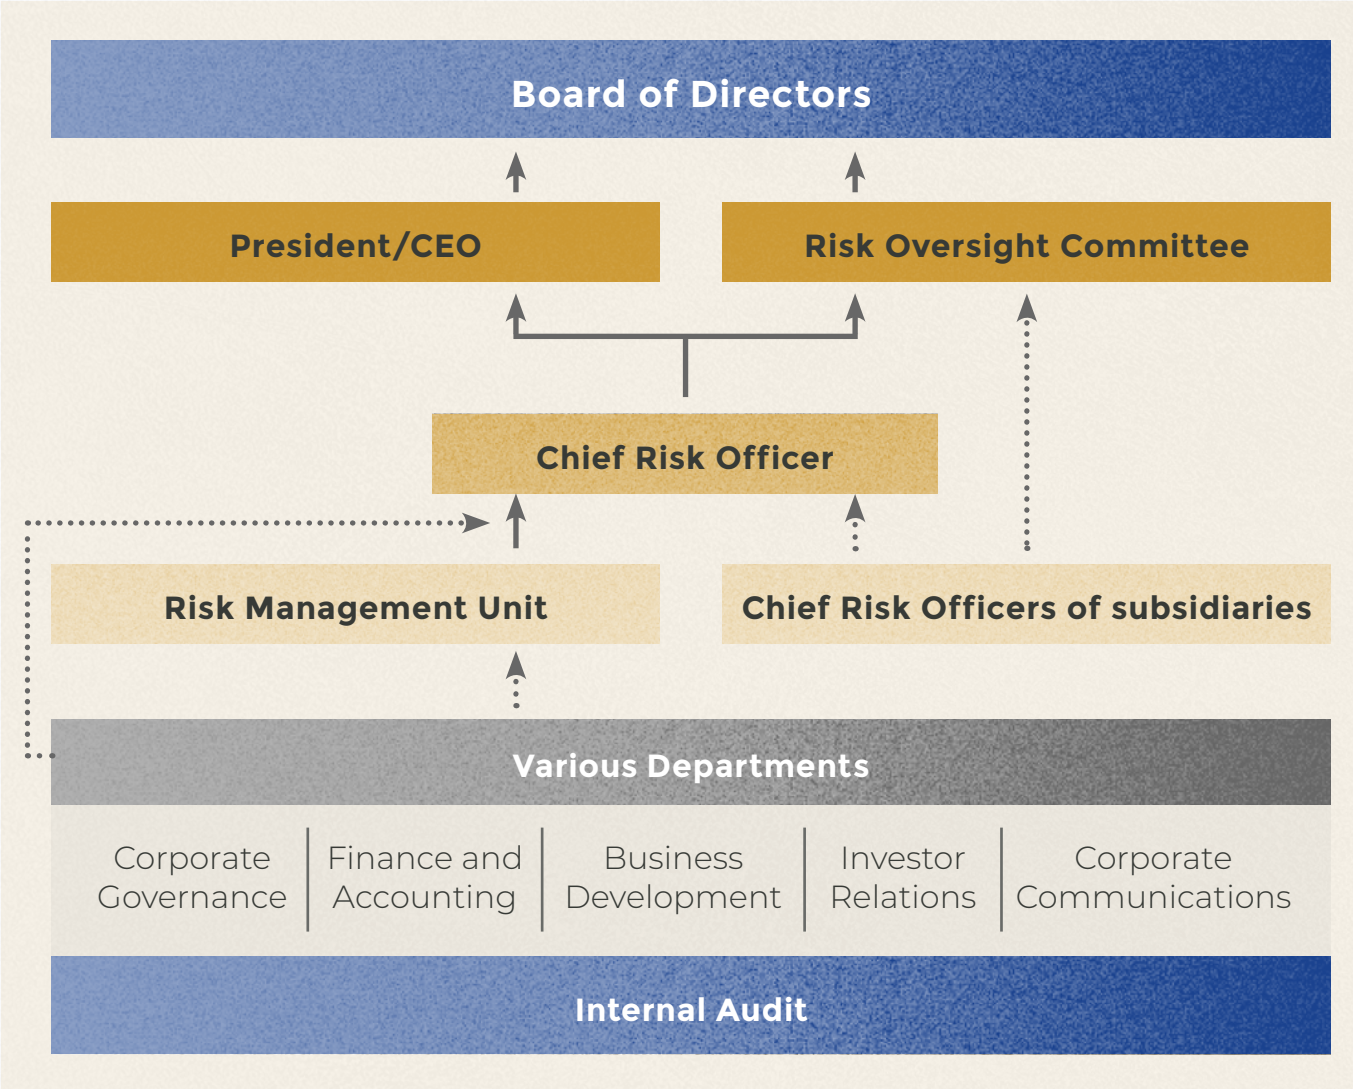 Board of Directors
President/CEO
Risk Oversight Committee
Chief Risk Officer
Risk Management Unit
Chief Risk Officers of subsidiaries
Various Departments
Corporate
Governance
Finance and
Accounting
Business
Development
Investor
Relations
Corporate
Communications
Internal Audit